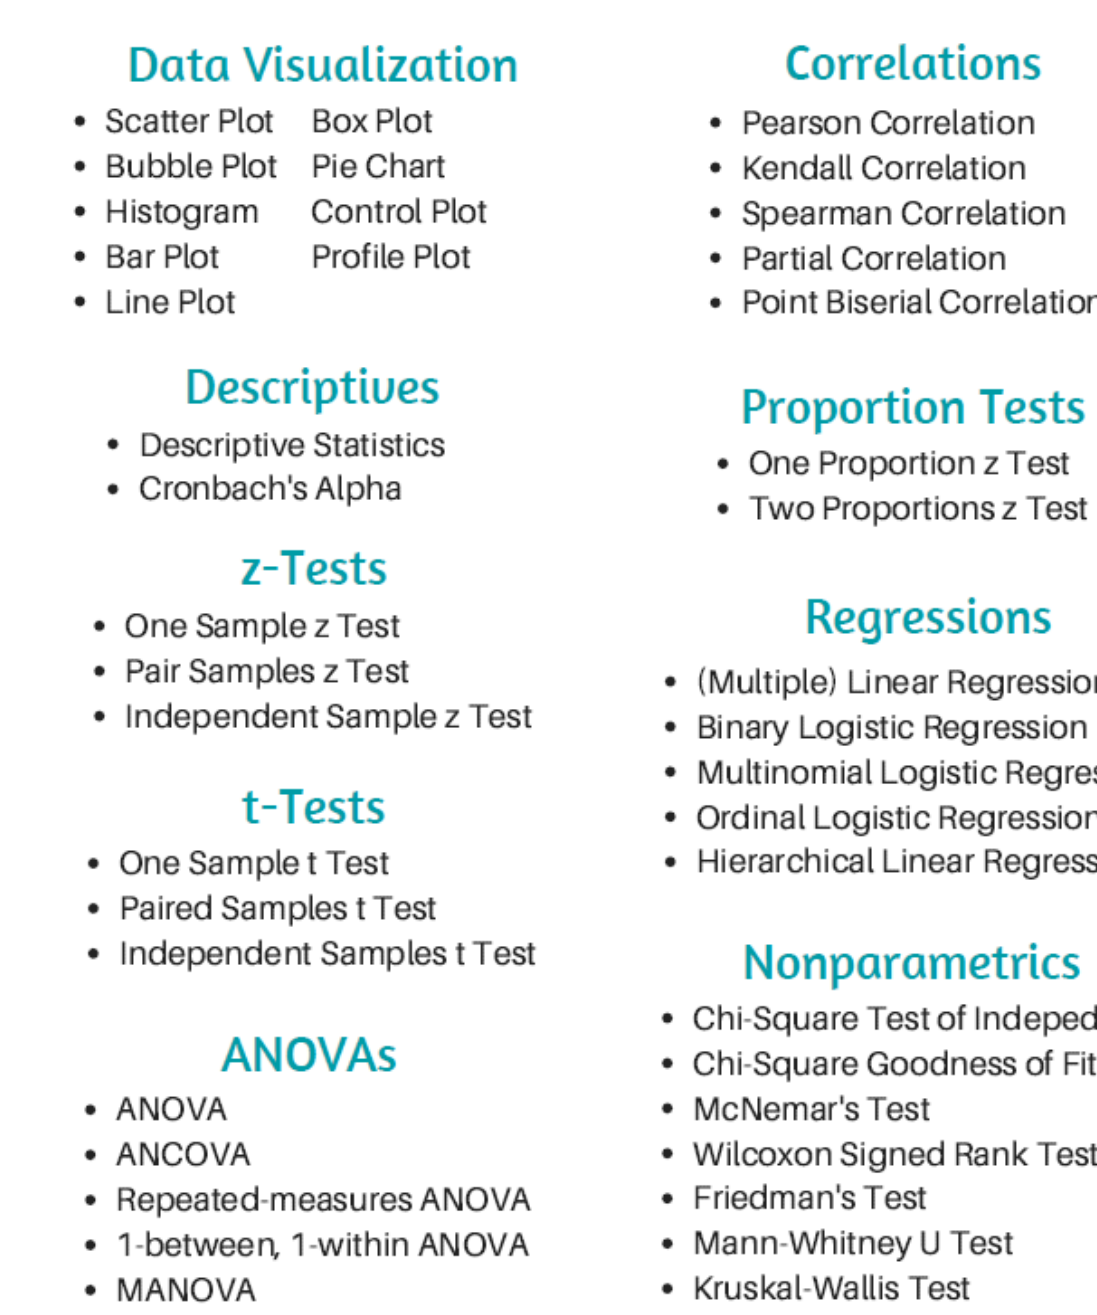 Data Visualization
Scatter Plot
Bubble Plot
Histogram
Bar Plot
Line Plot
Box Plot
Pie Chart
Control Plot
Profile Plot
Descriptives
Descriptive Statistics
Cronbach's Alpha
z-Tests
One Sample z Test
Pair Samples z Test
Independent Sample z Test
t-Tests
One Sample t Test
Paired Samples t Test
Independent Samples t Test
ANOVAs
ANOVA
ANCOVA
Repeated-measures ANOVA
1-between, 1-within ANOVA
MANOVA
Correlations
Pearson Correlation
Kendall Correlation
Spearman Correlation
Partial Correlation
Point Biserial Correlation
Proportion Tests
One Proportion z Test
Two Proportions z Test
Regressions
(Multiple) Linear Regression
Binary Logistic Regression
Multinomial Logistic Regres
Ordinal Logistic Regression
Hierarchical Linear Regress
Nonparametrics
Chi-Square Test of Indeped
Chi-Square Goodness of Fit
McNemar's Test
Wilcoxon Signed Rank Test
Friedman's Test
Mann-Whitney U Test
Kruskal-Wallis Test